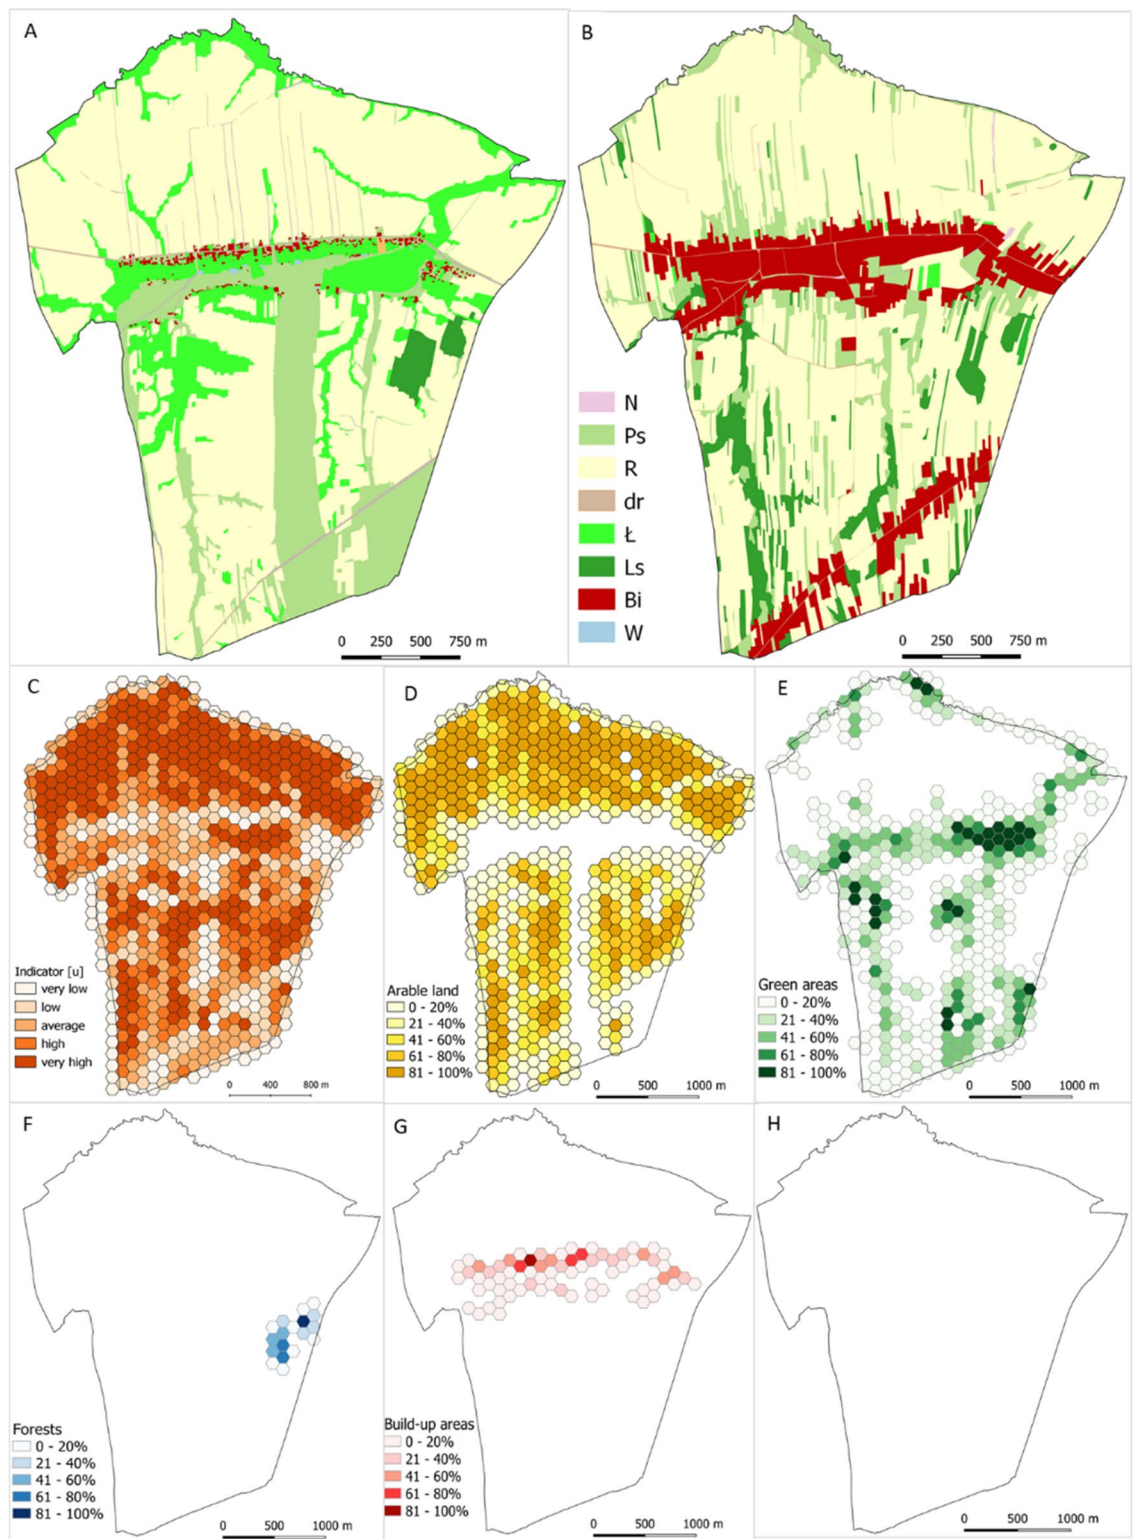 A
B
N
Ps
R
dr
Ł
Ls
Bi
W
0 250 500 750 m
0 250 500 750 m
C
D
E
Indicator [u]
very low
low
average
high
very high
0 400 800 m
Arable land
0 - 20%
21 - 40%
41 - 60%
61 - 80%
81 - 100%
0 500 1000 m
Green areas
0 - 20%
21 - 40%
41 - 60%
61 - 80%
81 - 100%
0 500 1000 m
F
G
H
Forests
0 - 20%
21 - 40%
41 - 60%
61 - 80%
81 - 100%
0 500 1000 m
Build-up areas
0 - 20%
21 - 40%
41 - 60%
61 - 80%
81 - 100%
0 500 1000 m
0 500 1000 m